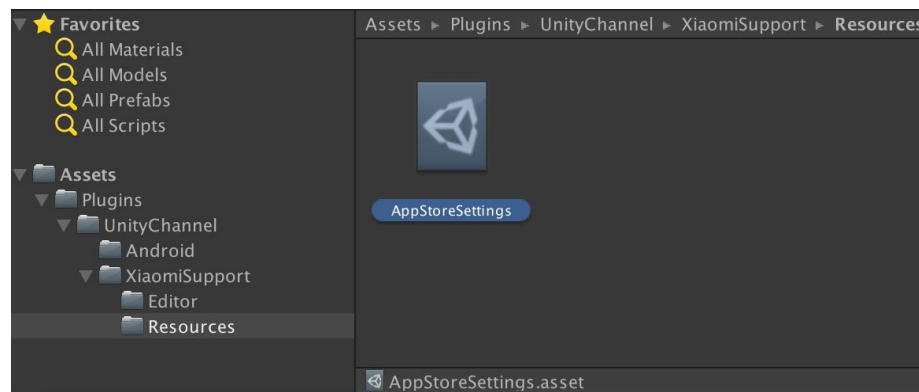 Favorites
All Materials
All Models
All Prefabs
All Scripts
Assets
Plugins
UnityChannel
Android
XiaomiSupport
Editor
Resources
Assets ▸ Plugins ▸ UnityChannel ▸ XiaomiSupport ▸ Resources
AppStoreSettings
AppStoreSettings.asset